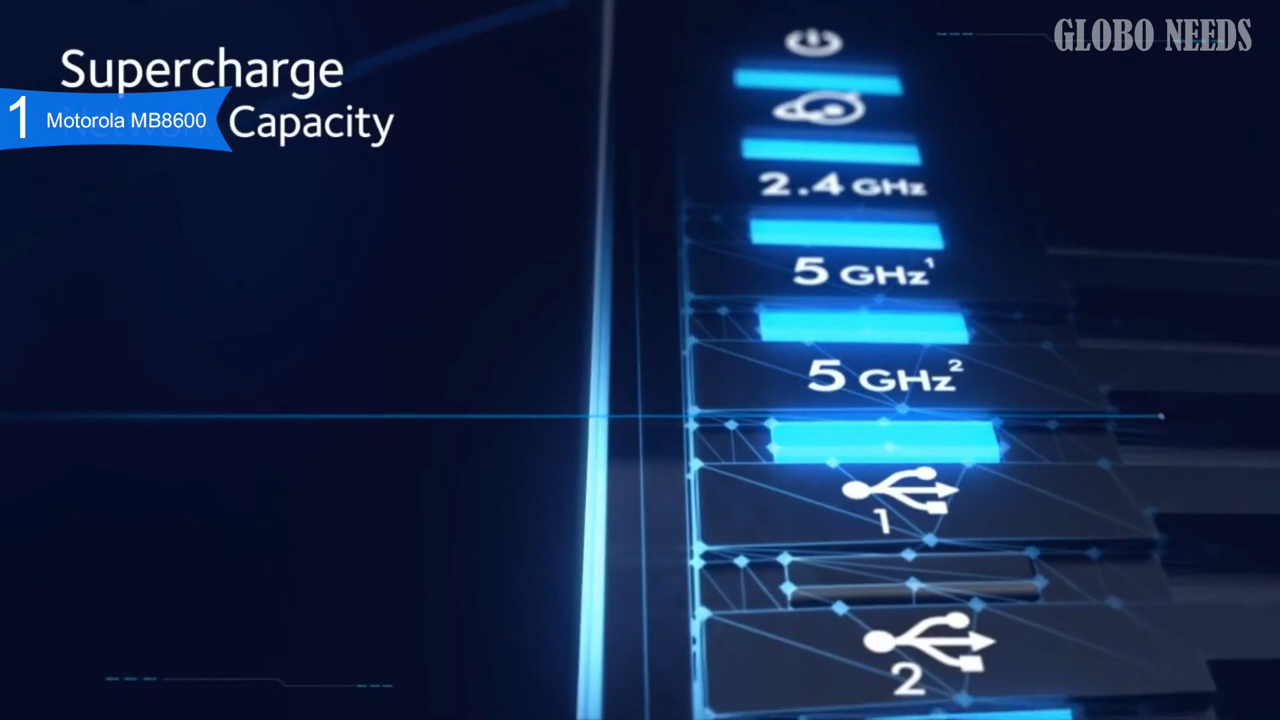 GLOBO NEEDS
Supercharge
1 Motorola MB8600
Capacity
2.4 GHz
5 GHz¹
5 GHz²
1
2